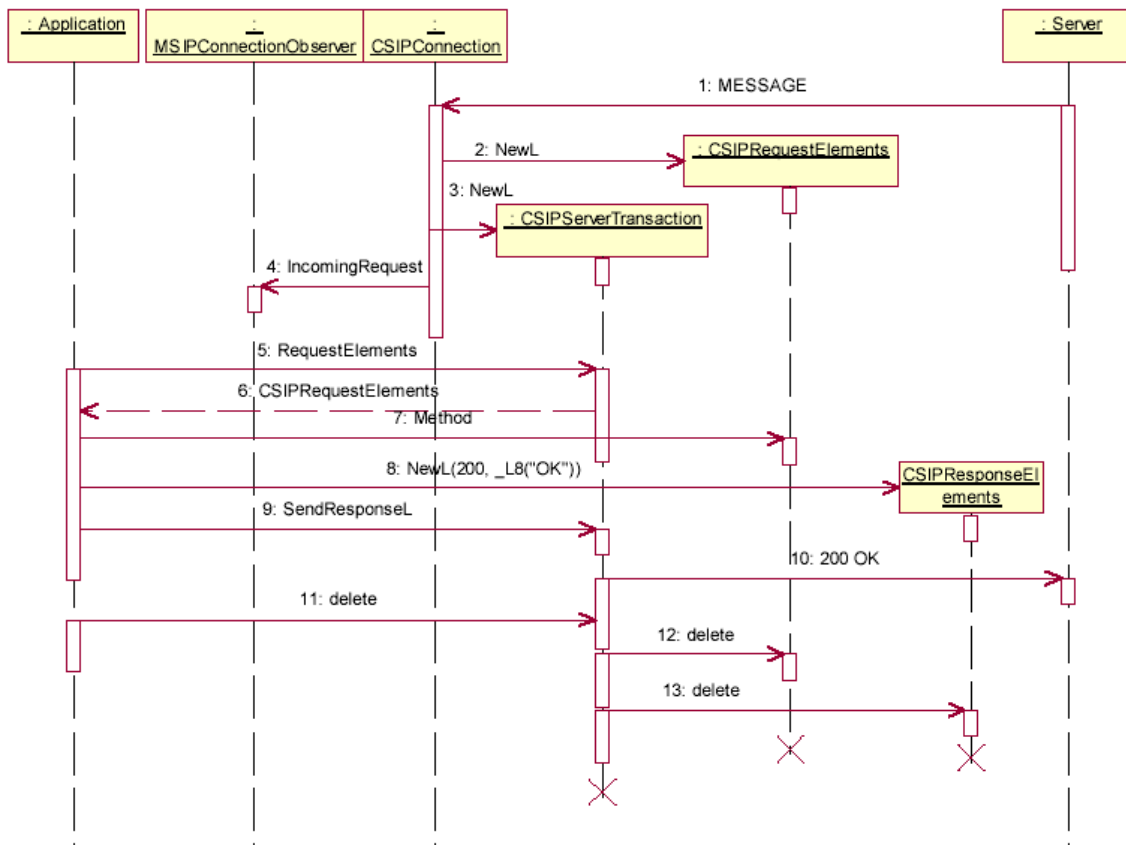 : Application
:
MSIPConnectionObserver
:
CSIPConnection
: Server
1: MESSAGE
2: NewL
: CSIPRequestElements
3: NewL
: CSIPServerTransaction
4: IncomingRequest
5: RequestElements
6: CSIPRequestElements
7: Method
8: NewL(200, _L8("OK"))
CSIPResponseEl
ements
9: SendResponseL
10: 200 OK
11: delete
12: delete
13: delete